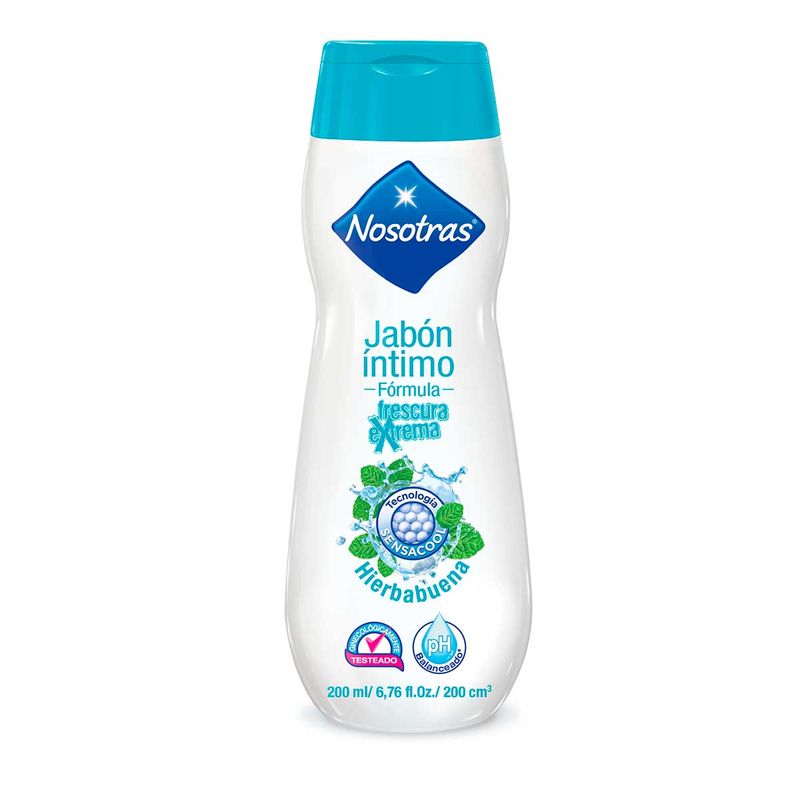 Nosotras®
Jabón
íntimo
Fórmula
frescura
eXtrema
Tecnología
SENSACOOL
Hierbabuena
GINECOLÓGICAMENTE
TESTEADO
pH
Balanceado*
200 ml/ 6,76 fl.Oz./ 200 cm³